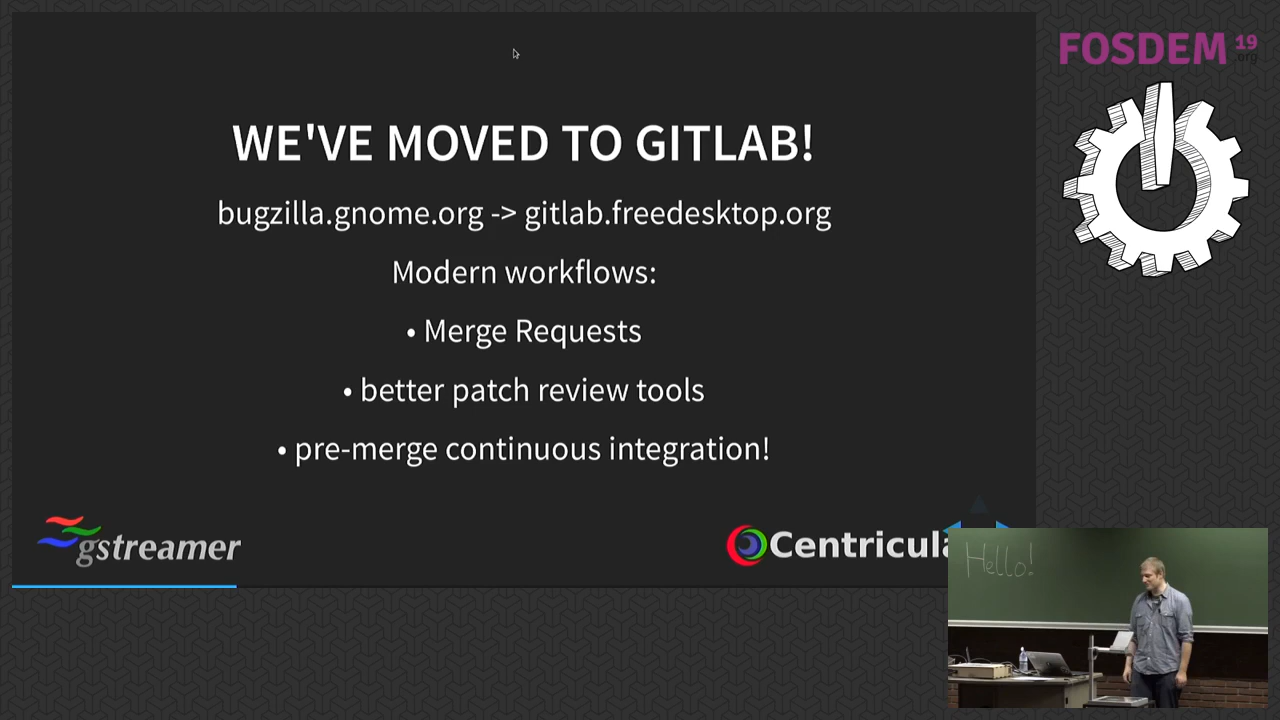 WE'VE MOVED TO GITLAB!
bugzilla.gnome.org -> gitlab.freedesktop.org
Modern workflows:
• Merge Requests
• better patch review tools
• pre-merge continuous integration!
gstreamer
Centricula
FOSDEM 19
.org
Hello!